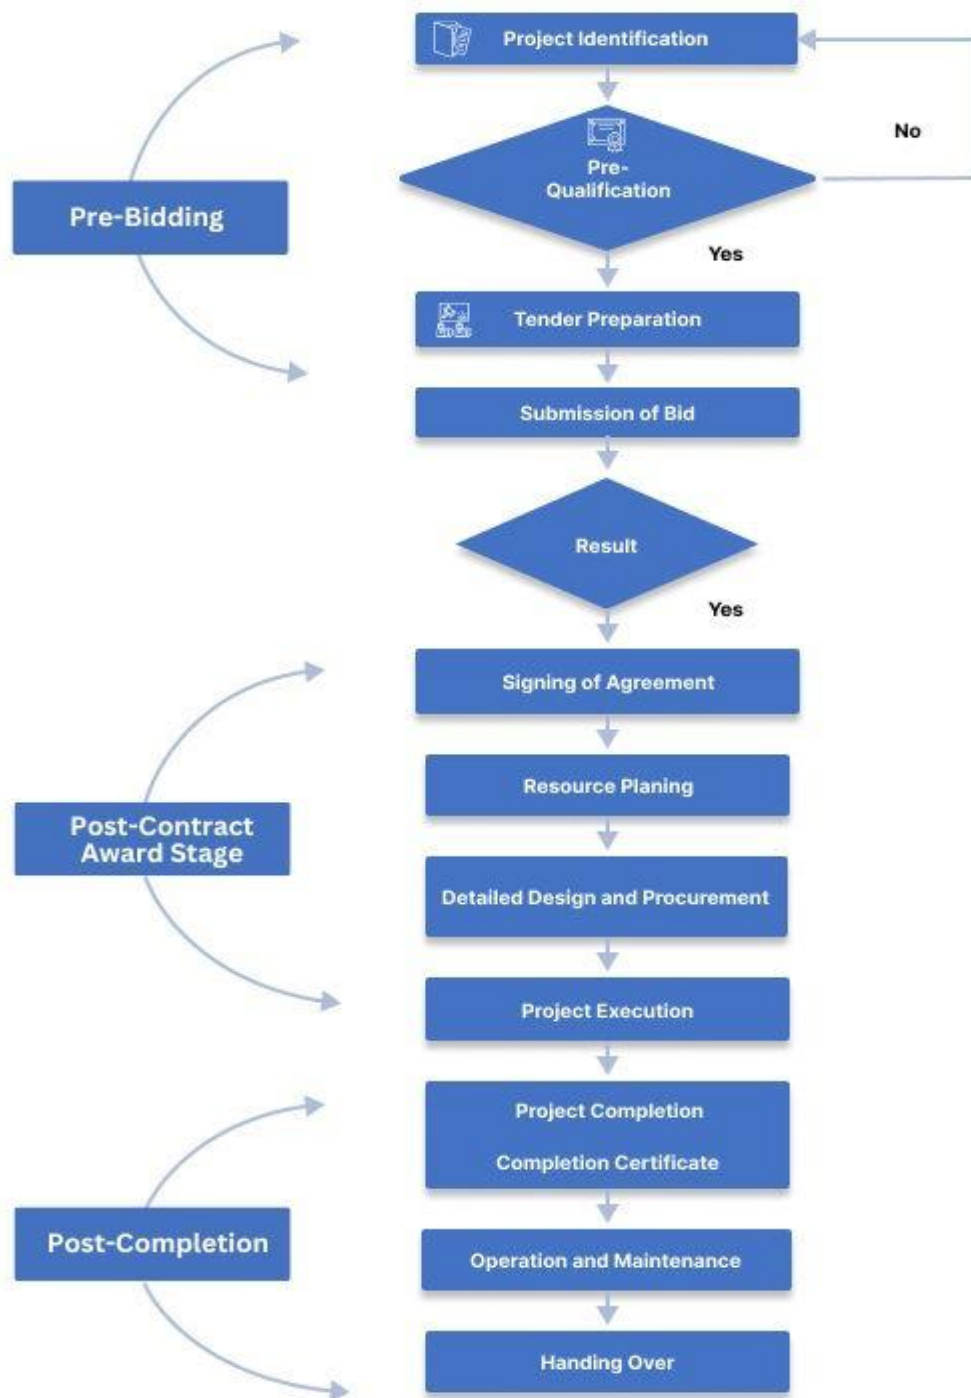 Project Identification
No
Pre-
Qualification
Pre-Bidding
Yes
Tender Preparation
Submission of Bid
Result
Yes
Signing of Agreement
Resource Planing
Post-Contract
Award Stage
Detailed Design and Procurement
Project Execution
Project Completion
Completion Certificate
Post-Completion
Operation and Maintenance
Handing Over